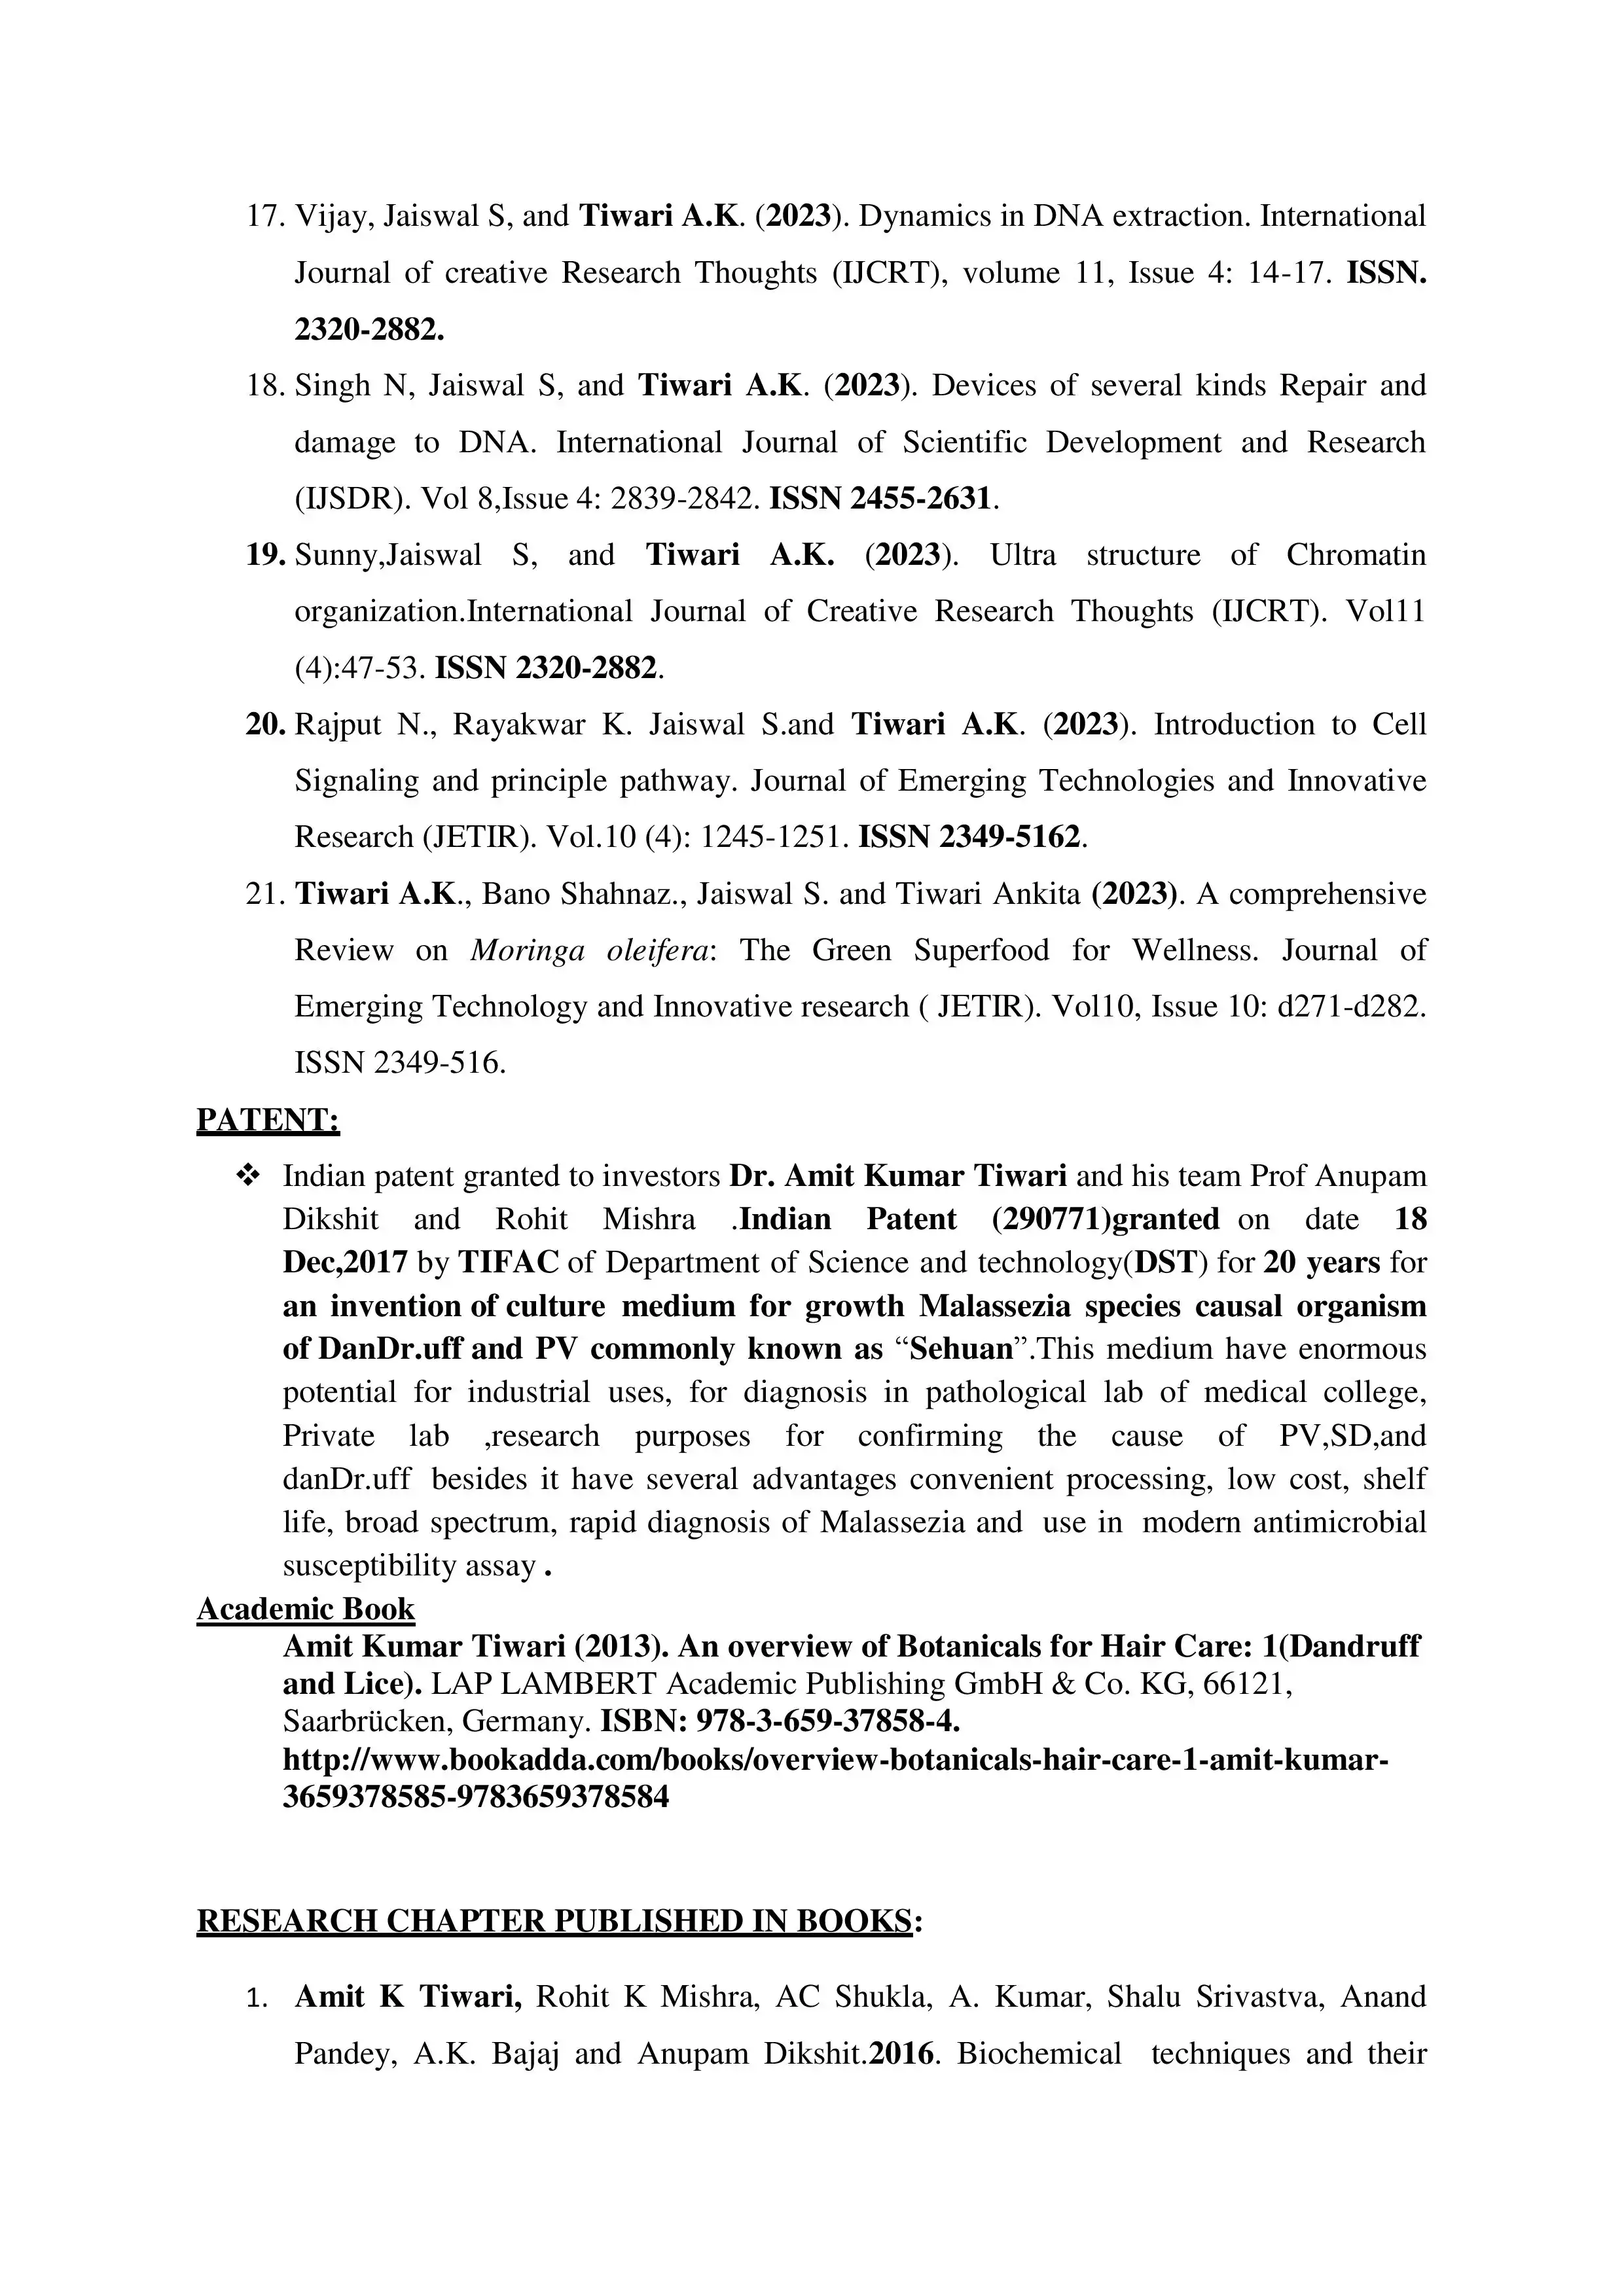 17. Vijay, Jaiswal S, and Tiwari A.K. (2023). Dynamics in DNA extraction. International
Journal of creative Research Thoughts (IJCRT), volume 11, Issue 4: 14-17. ISSN.
2320-2882.
18. Singh N, Jaiswal S, and Tiwari A.K. (2023). Devices of several kinds Repair and
damage to DNA. International Journal of Scientific Development and Research
(IJSDR). Vol 8,Issue 4: 2839-2842. ISSN 2455-2631.
19. Sunny,Jaiswal S, and Tiwari A.K. (2023). Ultra structure of Chromatin
organization.International Journal of Creative Research Thoughts (IJCRT). Vol11
(4):47-53. ISSN 2320-2882.
20. Rajput N., Rayakwar K. Jaiswal S.and Tiwari A.K. (2023). Introduction to Cell
Signaling and principle pathway. Journal of Emerging Technologies and Innovative
Research (JETIR). Vol.10 (4): 1245-1251. ISSN 2349-5162.
21. Tiwari A.K., Bano Shahnaz., Jaiswal S. and Tiwari Ankita (2023). A comprehensive
Review on Moringa oleifera: The Green Superfood for Wellness. Journal of
Emerging Technology and Innovative research ( JETIR). Vol10, Issue 10: d271-d282.
ISSN 2349-516.
PATENT:
❖ Indian patent granted to investors Dr. Amit Kumar Tiwari and his team Prof Anupam
Dikshit and Rohit Mishra .Indian Patent (290771)granted on date 18
Dec,2017 by TIFAC of Department of Science and technology(DST) for 20 years for
an invention of culture medium for growth Malassezia species causal organism
of DanDr.uff and PV commonly known as “Sehuan”.This medium have enormous
potential for industrial uses, for diagnosis in pathological lab of medical college,
Private lab ,research purposes for confirming the cause of PV,SD,and
danDr.uff besides it have several advantages convenient processing, low cost, shelf
life, broad spectrum, rapid diagnosis of Malassezia and use in modern antimicrobial
susceptibility assay .
Academic Book
Amit Kumar Tiwari (2013). An overview of Botanicals for Hair Care: 1(Dandruff
and Lice). LAP LAMBERT Academic Publishing GmbH & Co. KG, 66121,
Saarbrücken, Germany. ISBN: 978-3-659-37858-4.
http://www.bookadda.com/books/overview-botanicals-hair-care-1-amit-kumar-
3659378585-9783659378584
RESEARCH CHAPTER PUBLISHED IN BOOKS:
1. Amit K Tiwari, Rohit K Mishra, AC Shukla, A. Kumar, Shalu Srivastva, Anand
Pandey, A.K. Bajaj and Anupam Dikshit.2016. Biochemical techniques and their